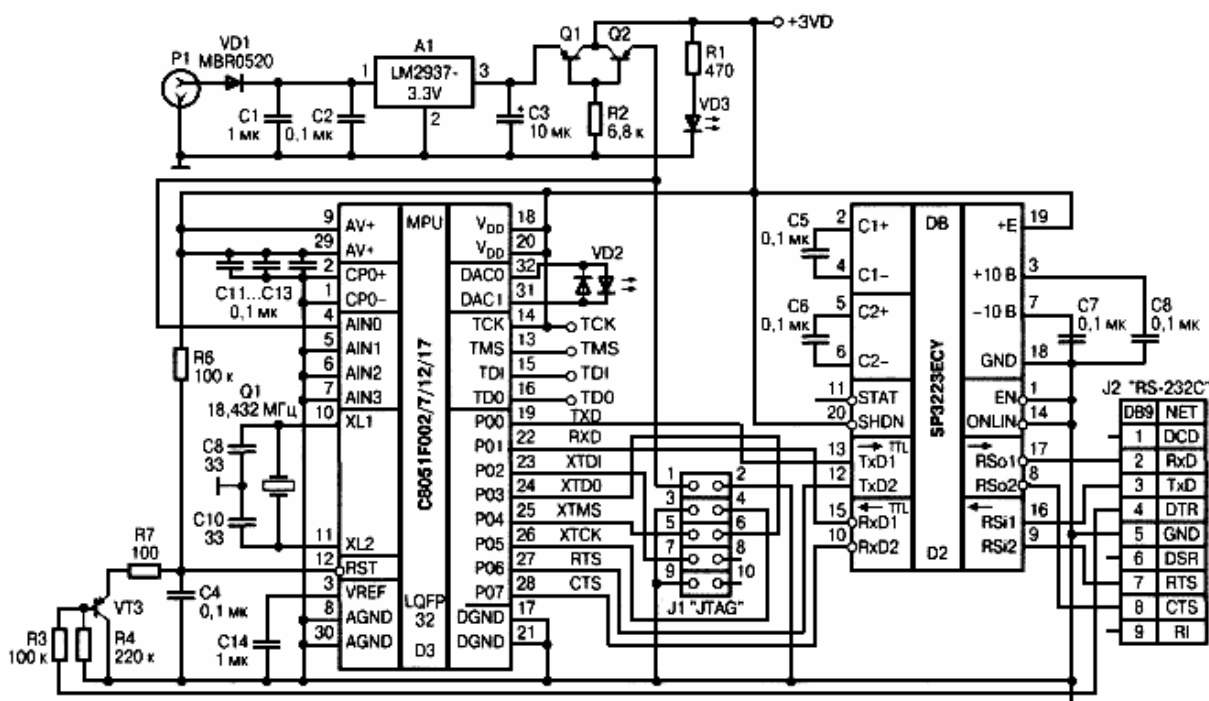 +3VD
P1
VD1
MBR0520
A1
1
LM2937-
3.3V
3
2
C1
1 мк
C2
0,1 мк
+
C3
10 мк
Q1
Q2
R2
6,8 к
R1
470
VD3
9
AV+
29
AV+
2
CP0+
1
CP0–
4
AIN0
5
AIN1
6
AIN2
7
AIN3
10
XL1
11
XL2
12
RST
3
VREF
8
AGND
30
AGND
MPU
C8051F002/7/12/17
LQFP
32
D3
VDD
18
VDD
20
DAC0
32
DAC1
31
TCK
14
TCK
TMS
13
TMS
TDI
15
TDI
TD0
16
TD0
P00
19
TXD
P01
22
RXD
P02
23
XTDI
P03
24
XTD0
P04
25
XTMS
P05
26
XTCK
P06
27
RTS
P07
28
CTS
DGND
17
DGND
21
VD2
C11...C13
0,1 мк
R6
100 к
Q1
18,432 МГц
C8
33
C10
33
R7
100
VT3
C4
0,1 мк
R3
100 к
R4
220 к
C14
1 мк
1
2
3
4
5
6
7
8
9
10
J1 "JTAG"
C5
0,1 мк
C6
0,1 мк
2
C1+
4
C1–
5
C2+
6
C2–
11
STAT
20
SHDN
TTL
13
TxD1
12
TxD2
TTL
15
RxD1
10
RxD2
DB
SP3223ECY
D2
+E
19
+10 В
3
–10 В
7
GND
18
EN
1
ONLIN
14
RSo1
17
RSo2
8
RSi1
16
RSi2
9
C7
0,1 мк
C8
0,1 мк
J2 "RS-232C"
DB9 NET
1 DCD
2 RxD
3 TxD
4 DTR
5 GND
6 DSR
7 RTS
8 CTS
9 RI